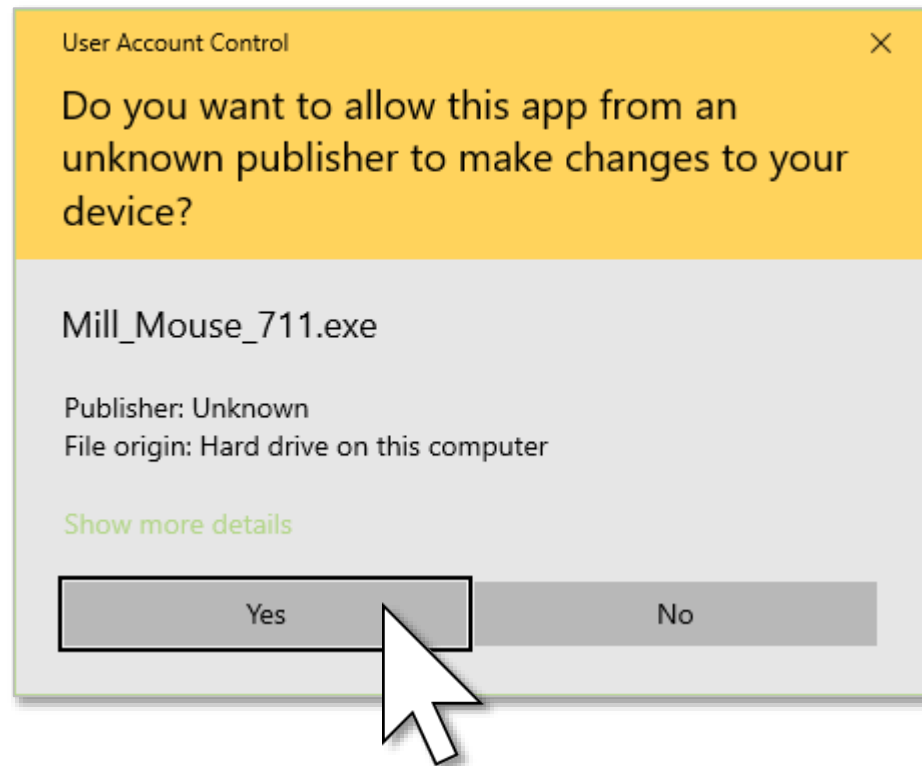 User Account Control
Do you want to allow this app from an
unknown publisher to make changes to your
device?
Mill_Mouse_711.exe
Publisher: Unknown
File origin: Hard drive on this computer
Show more details
Yes
No